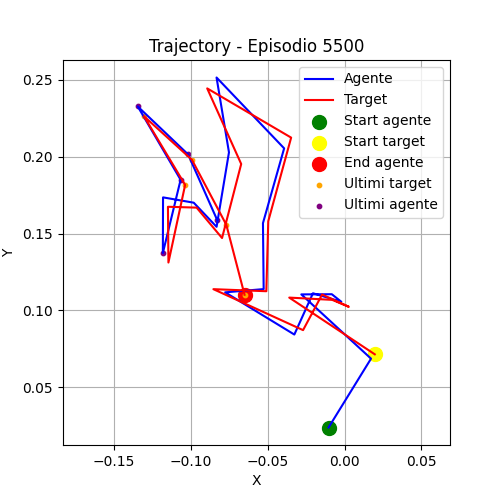 Trajectory - Episodio 5500
Agente
Target
Start agente
Start target
End agente
Ultimi target
Ultimi agente
Y
0.25
0.20
0.15
0.10
0.05
−0.15
−0.10
−0.05
0.00
0.05
X